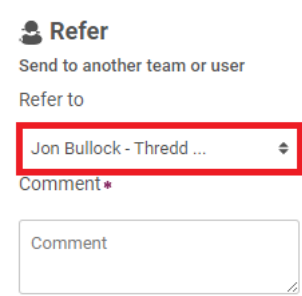 Refer
Send to another team or user
Refer to
Jon Bullock - Thredd ...
Comment*
Comment